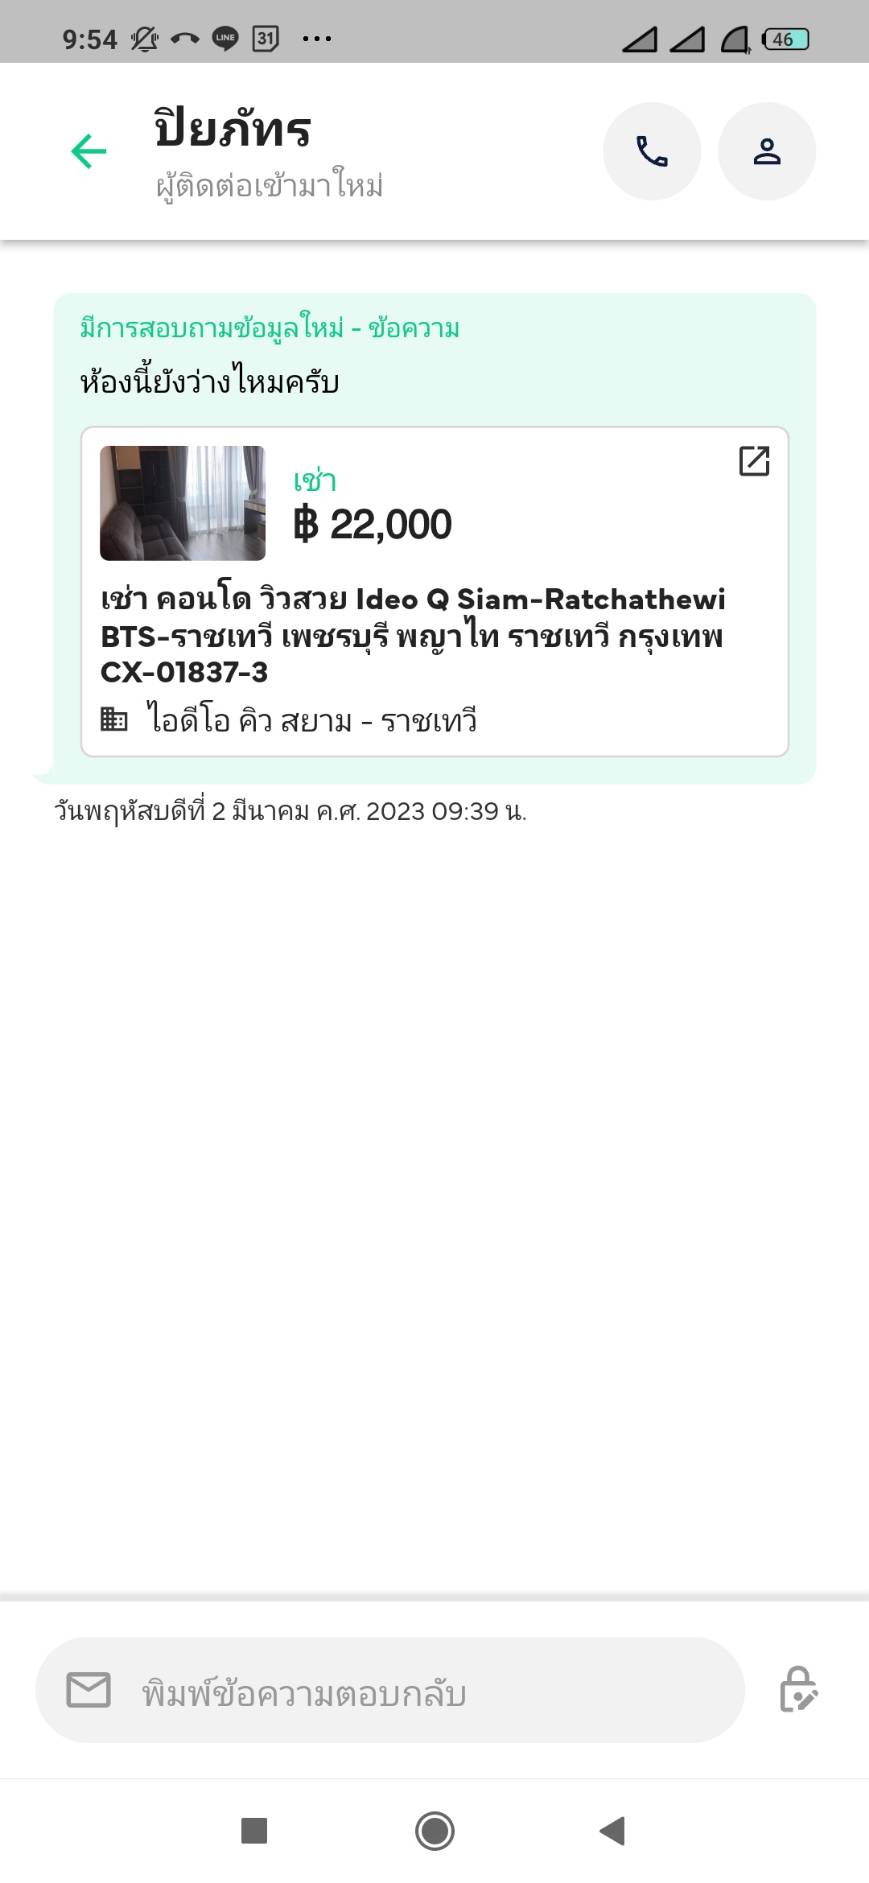 9:54 LINE 31 ... 46
ปิยภัทร
ผู้ติดต่อเข้ามาใหม่
มีการสอบถามข้อมูลใหม่ - ข้อความ
ห้องนี้ยังว่างไหมครับ
เช่า
฿ 22,000
เช่า คอนโด วิวสวย Ideo Q Siam-Ratchathewi
BTS-ราชเทวี เพชรบุรี พญาไท ราชเทวี กรุงเทพ
CX-01837-3
ไอดีโอ คิว สยาม - ราชเทวี
วันพฤหัสบดีที่ 2 มีนาคม ค.ศ. 2023 09:39 น.
พิมพ์ข้อความตอบกลับ